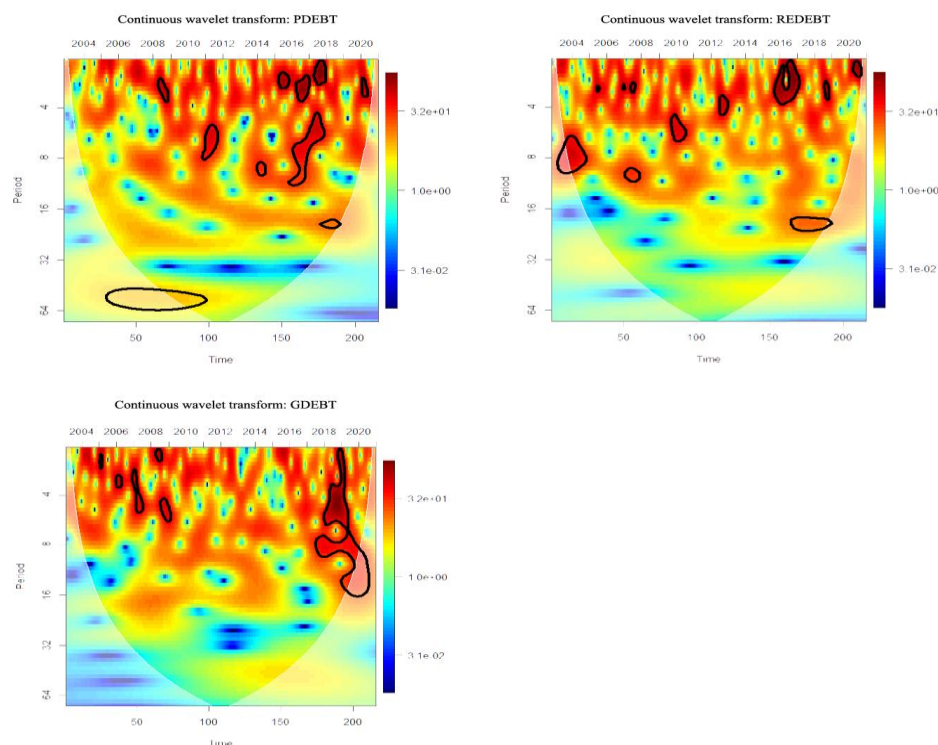 Continuous wavelet transform: PDEBT
2004 2006 2008 2010 2012 2014 2016 2018 2020
Period
4
8
16
32
64
50 100 150 200
Time
3.2e+01
1.0e+00
3.1e-02
Continuous wavelet transform: REDEBT
2004 2006 2008 2010 2012 2014 2016 2018 2020
Period
4
8
16
32
64
50 100 150 200
Time
3.2e+01
1.0e+00
3.1e-02
Continuous wavelet transform: GDEBT
2004 2006 2008 2010 2012 2014 2016 2018 2020
Period
4
8
16
32
64
50 100 150 200
Time
3.2e+01
1.0e+00
3.1e-02